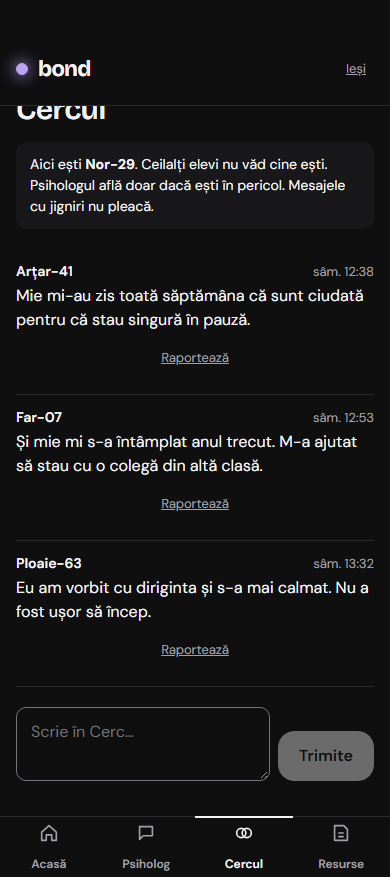 bond
Ieși
Cercul
Aici ești Nor-29. Ceilalți elevi nu văd cine ești.
Psihologul află doar dacă ești în pericol. Mesajele
cu jigniri nu pleacă.
Arțar-41
sâm. 12:38
Mie mi-au zis toată săptămâna că sunt ciudată
pentru că stau singură în pauză.
Raportează
Far-07
sâm. 12:53
Și mie mi s-a întâmplat anul trecut. M-a ajutat
să stau cu o colegă din altă clasă.
Raportează
Ploaie-63
sâm. 13:32
Eu am vorbit cu diriginta și s-a mai calmat. Nu a
fost ușor să încep.
Raportează
Scrie în Cerc...
Trimite
Acasă
Psiholog
Cercul
Resurse